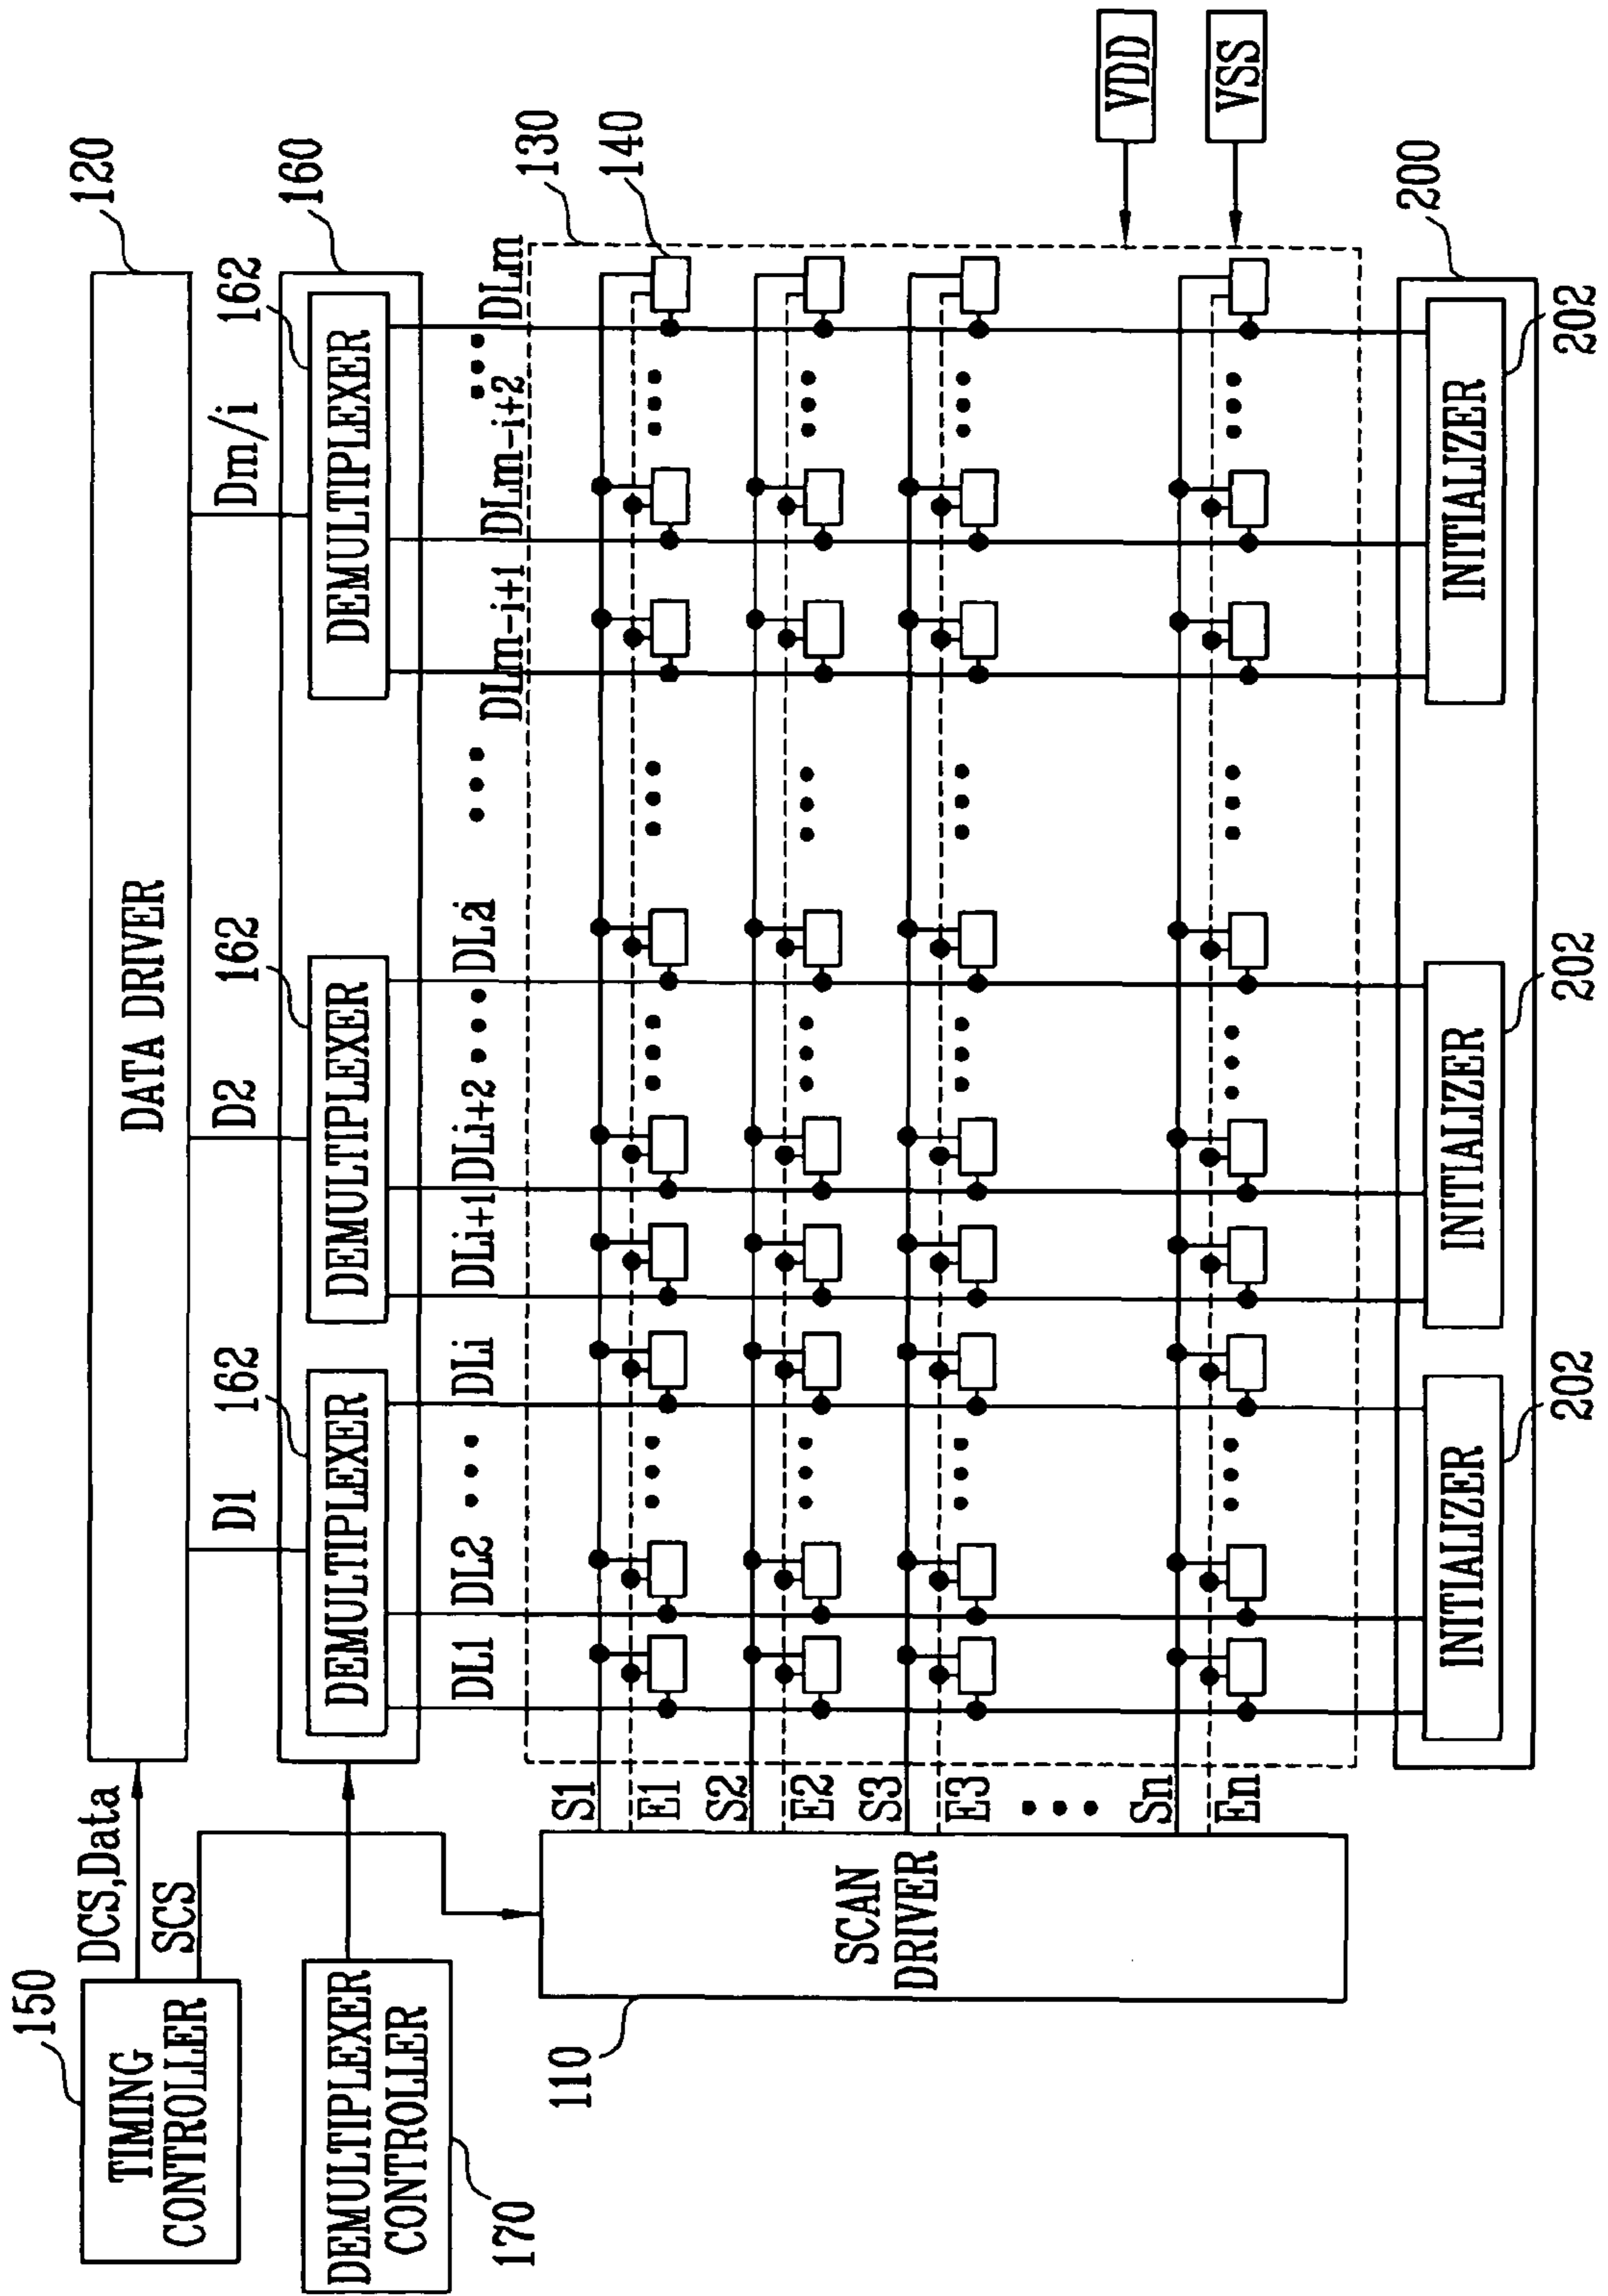 150
TIMING
CONTROLLER
DCS,Data
SCS
DATA DRIVER
120
D1
D2
Dm/i
DEMULTIPLEXER
CONTROLLER
170
DEMULTIPLEXER
162
DEMULTIPLEXER
162
DEMULTIPLEXER
162
160
DL1
DL2
DLi
DLi+1
DLi+2
DLm-i+1
DLm-i+2
DLm
130
140
SCAN
DRIVER
110
S1
E1
S2
E2
S3
E3
Sn
En
VDD
VSS
INITIALIZER
202
INITIALIZER
202
INITIALIZER
202
200